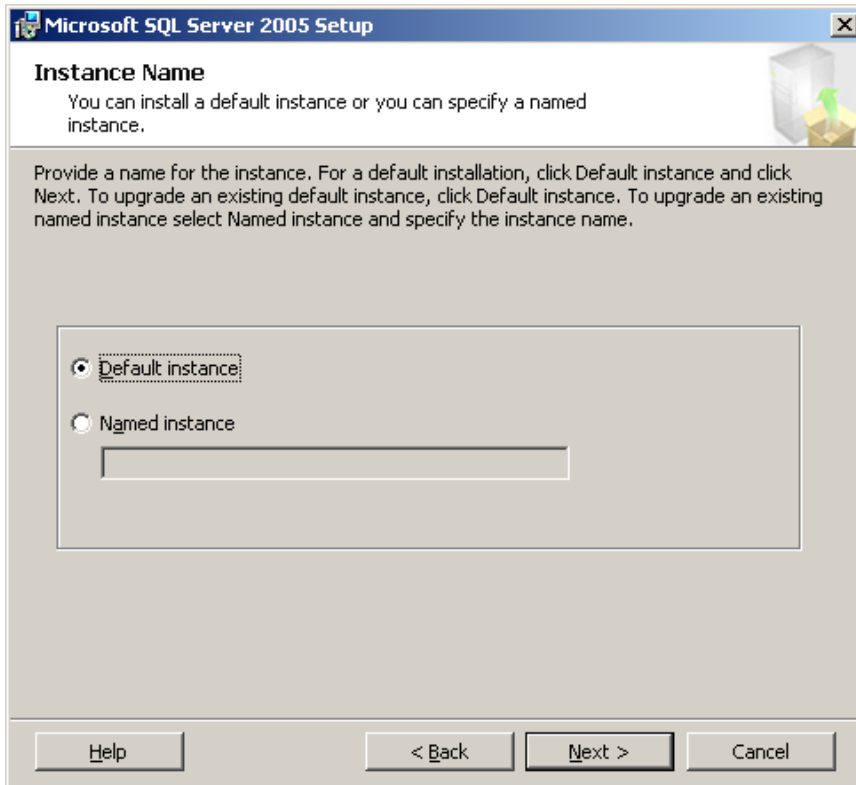 Microsoft SQL Server 2005 Setup
Instance Name
You can install a default instance or you can specify a named
instance.
Provide a name for the instance. For a default installation, click Default instance and click
Next. To upgrade an existing default instance, click Default instance. To upgrade an existing
named instance select Named instance and specify the instance name.
Default instance
Named instance
Help
< Back
Next >
Cancel